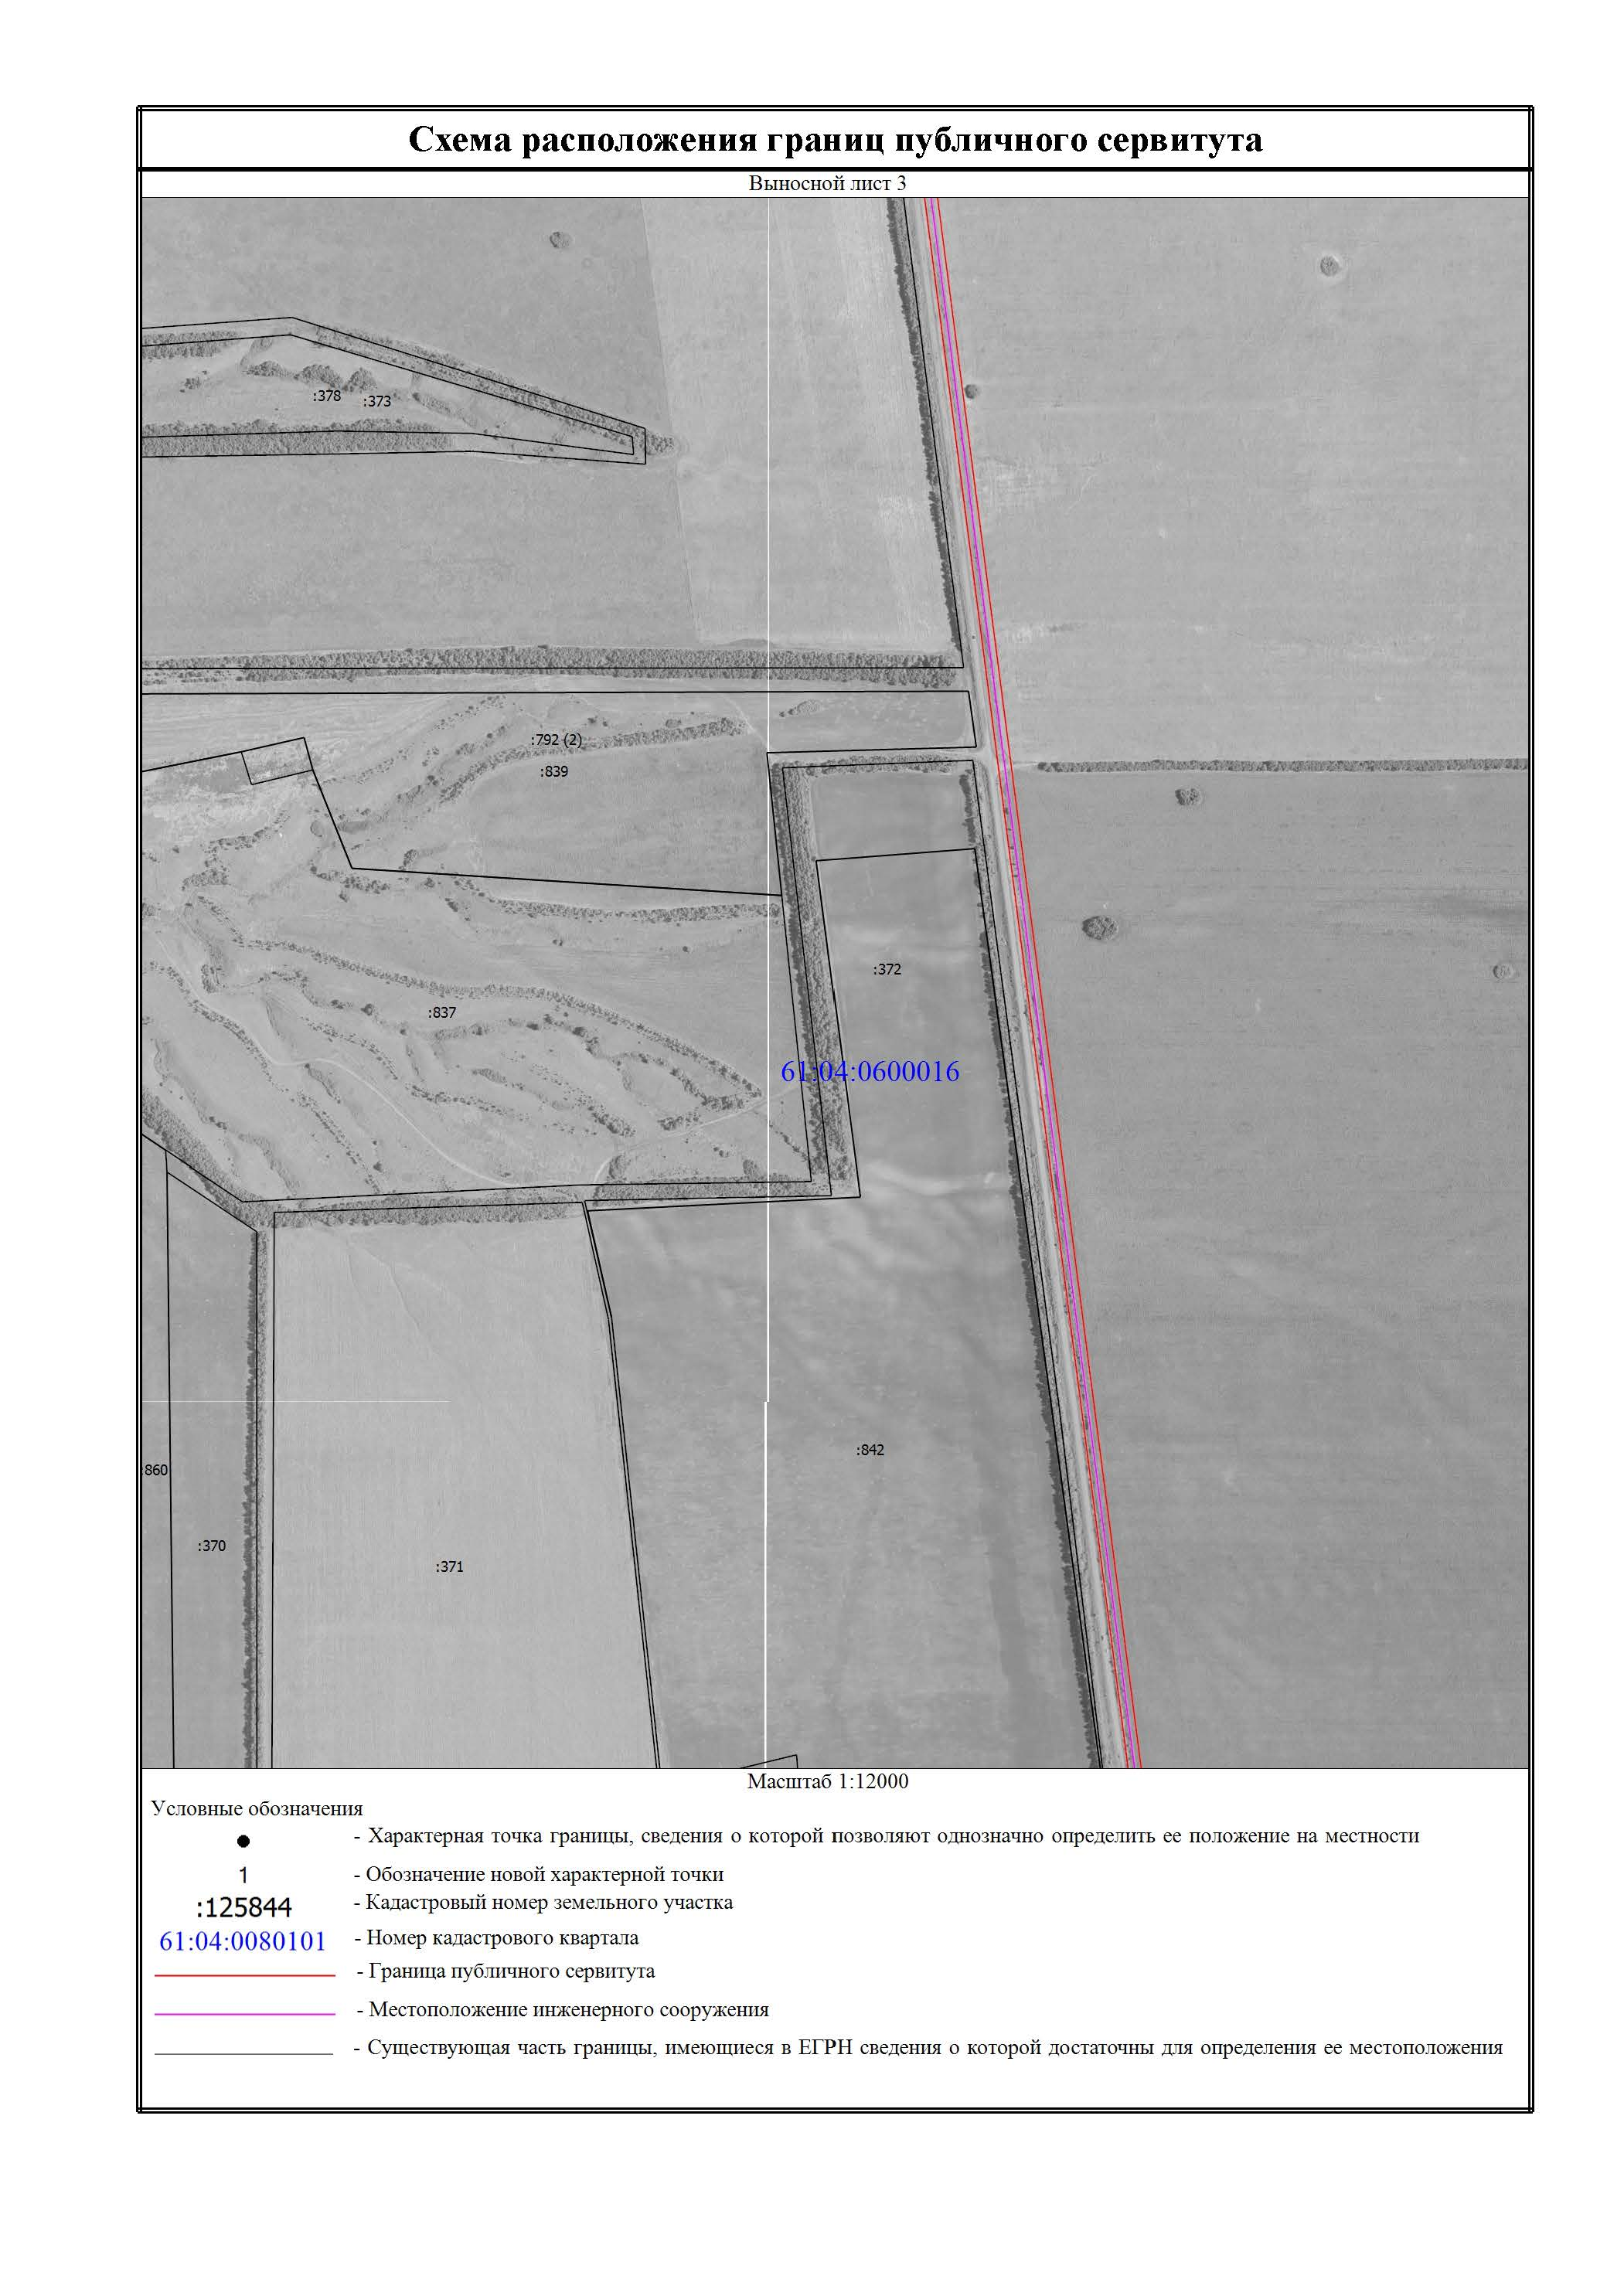 Схема расположения границ публичного сервитута
Выносной лист 3
:378
:373
:792 (2)
:839
:372
:837
61:04:0600016
:842
:860
:370
:371
Масштаб 1:12000
Условные обозначения
- Характерная точка границы, сведения о которой позволяют однозначно определить ее положение на местности
1 - Обозначение новой характерной точки
:125844 - Кадастровый номер земельного участка
61:04:0080101 - Номер кадастрового квартала
- Граница публичного сервитута
- Местоположение инженерного сооружения
- Существующая часть границы, имеющиеся в ЕГРН сведения о которой достаточны для определения ее местоположения